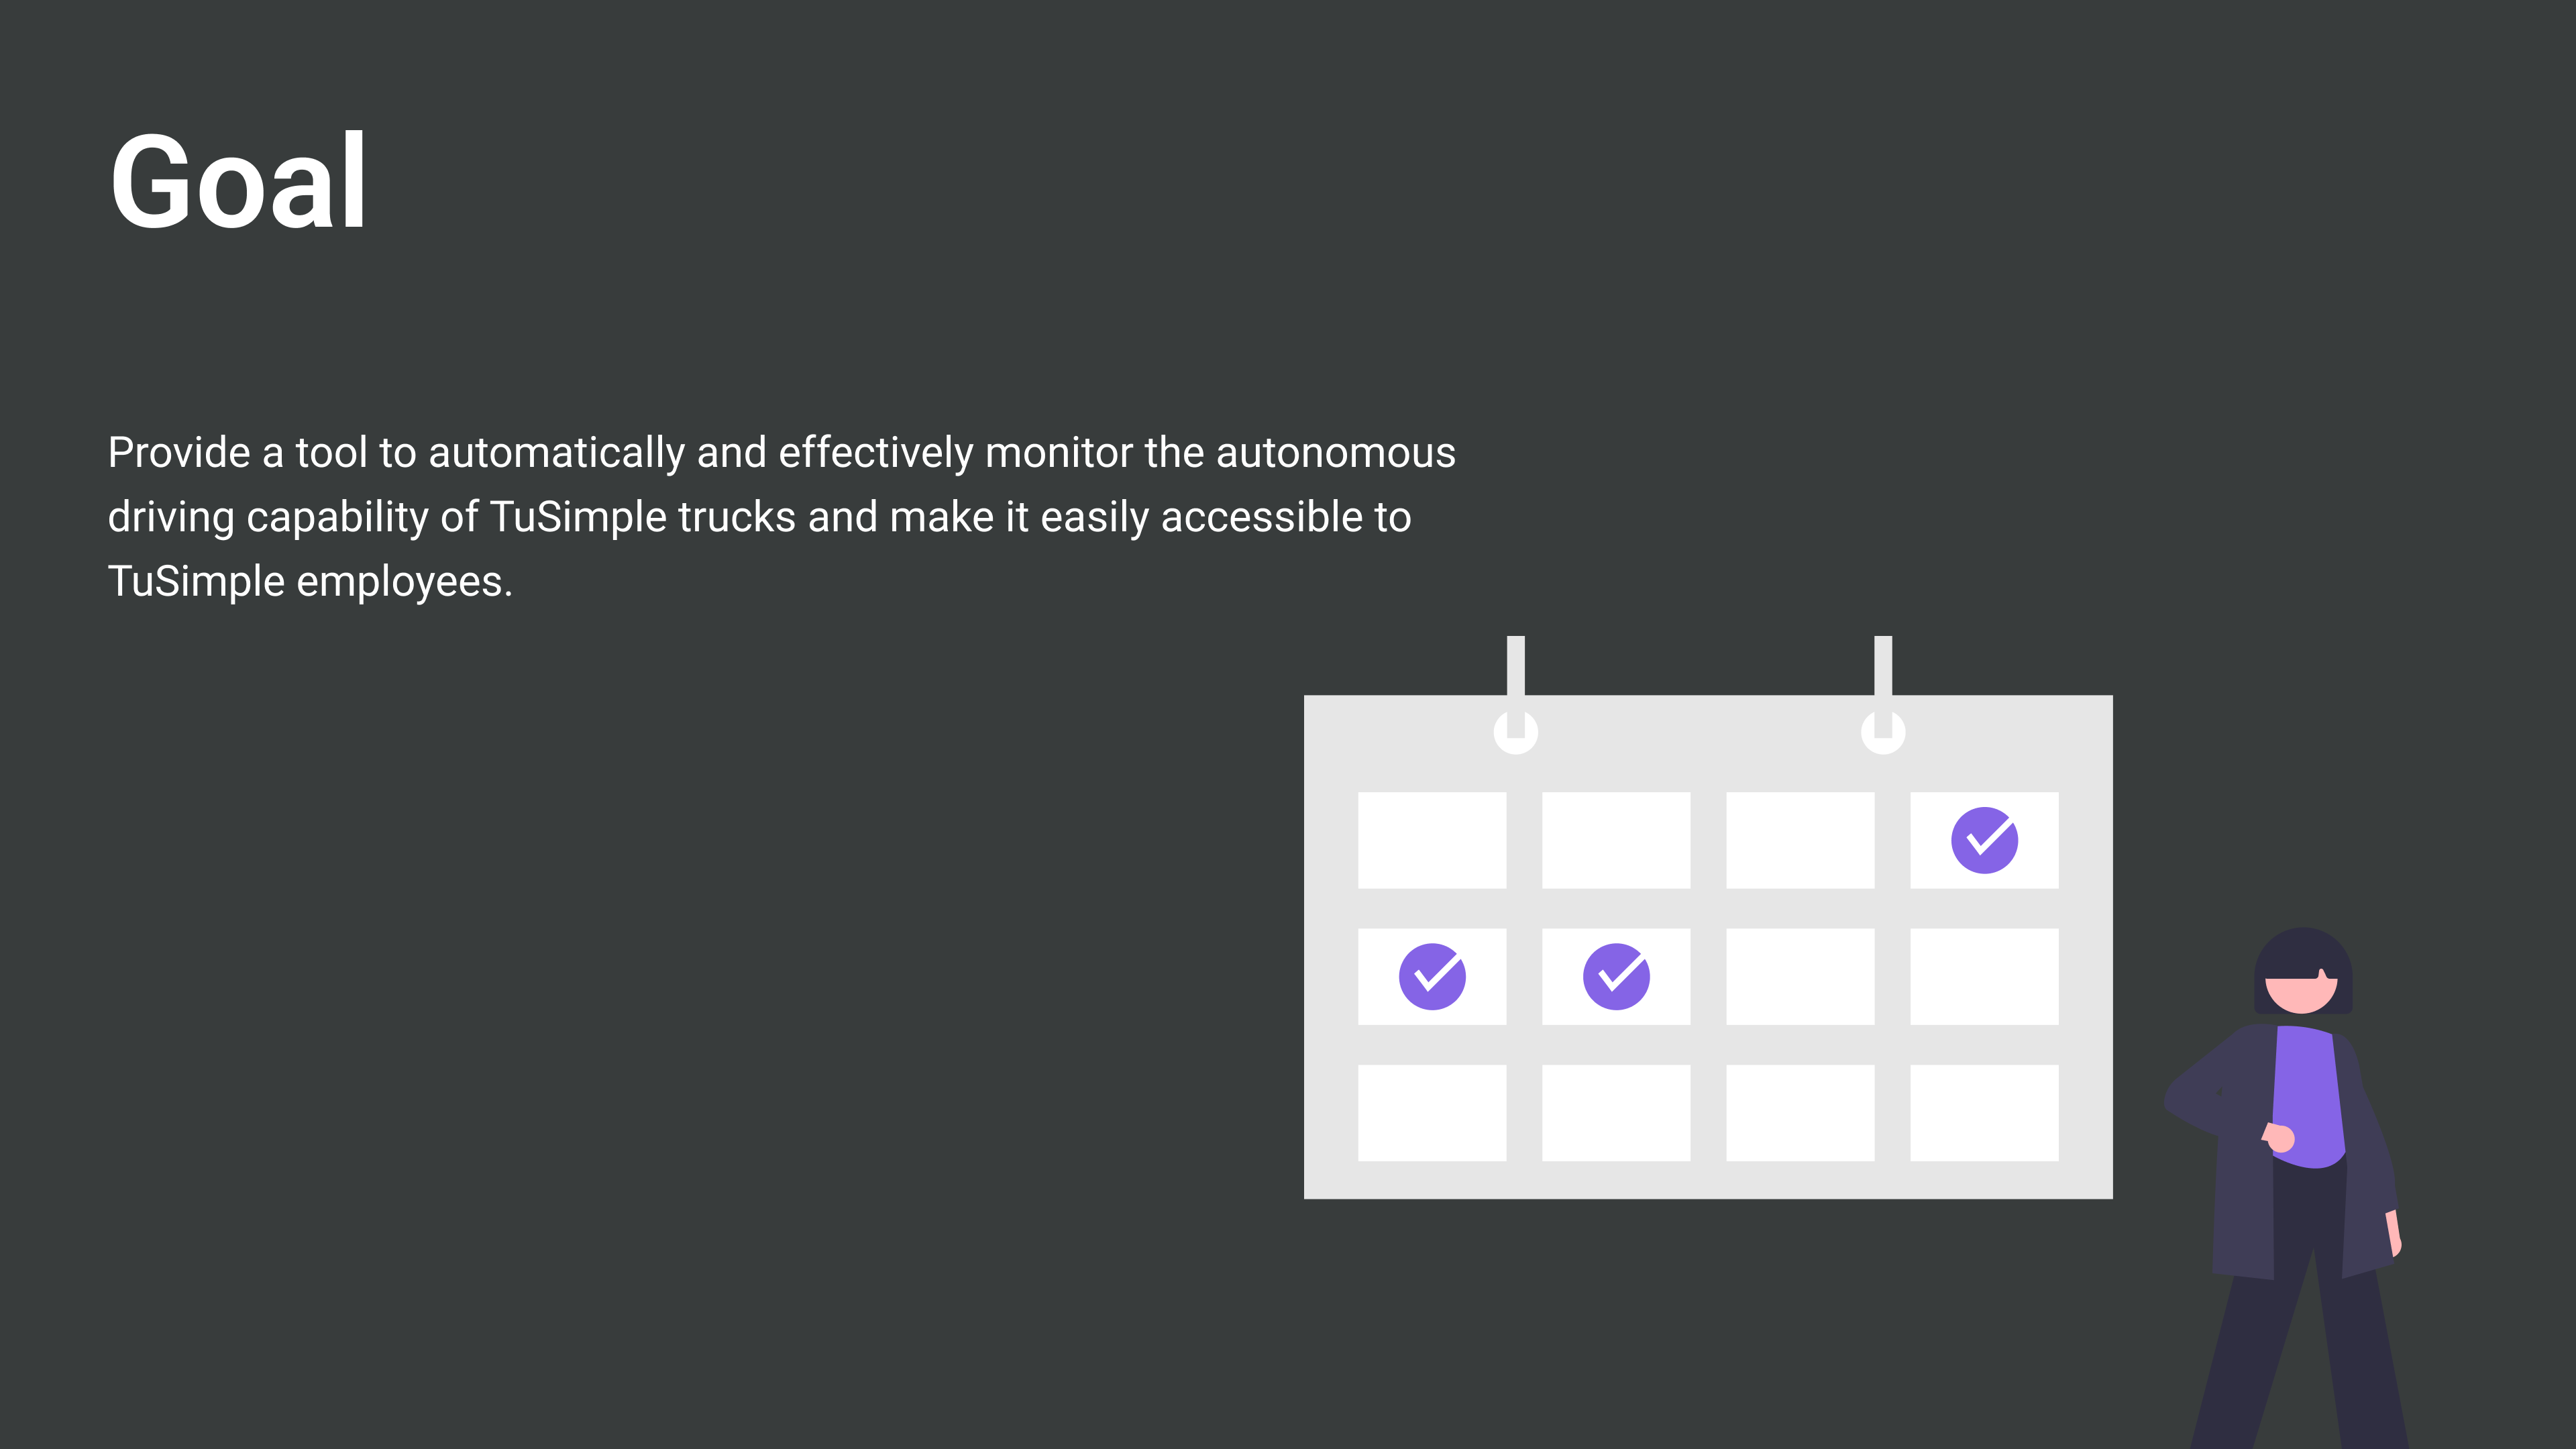 Goal
Provide a tool to automatically and effectively monitor the autonomous
driving capability of TuSimple trucks and make it easily accessible to
TuSimple employees.